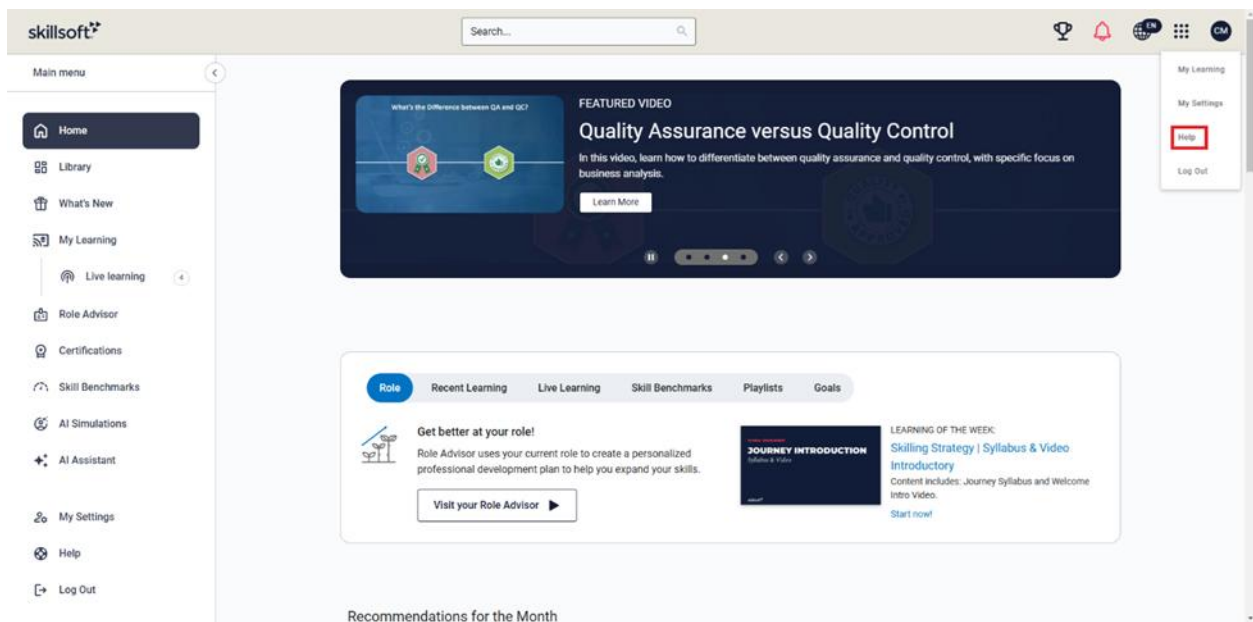 skillsoft
Search...
EN
CM
Main menu
My Learning
My Settings
Help
Log Out
Home
Library
What's New
My Learning
Live learning
4
Role Advisor
Certifications
Skill Benchmarks
AI Simulations
AI Assistant
My Settings
Help
Log Out
What's the Difference between QA and QC?
FEATURED VIDEO
Quality Assurance versus Quality Control
In this video, learn how to differentiate between quality assurance and quality control, with specific focus on
business analysis.
Learn More
Role
Recent Learning
Live Learning
Skill Benchmarks
Playlists
Goals
Get better at your role!
Role Advisor uses your current role to create a personalized
professional development plan to help you expand your skills.
Visit your Role Advisor
JOURNEY INTRODUCTION
Syllabus & Video
LEARNING OF THE WEEK:
Skilling Strategy | Syllabus & Video
Introductory
Content includes: Journey Syllabus and Welcome
Intro Video.
Start now!
Recommendations for the Month